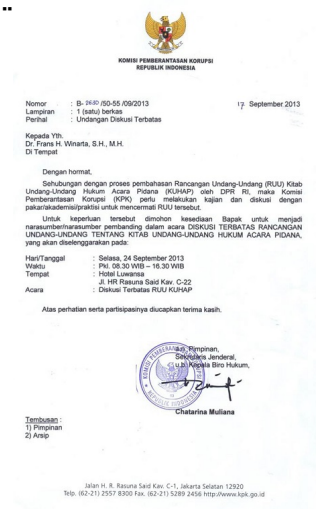 KOMISI PEMBERANTASAN KORUPSI
REPUBLIK INDONESIA
Nomor : B- 2630 /50-55 /09/2013 17 September 2013
Lampiran : 1 (satu) berkas
Perihal : Undangan Diskusi Terbatas
Kepada Yth.
Dr. Frans H. Winarta, S.H., M.H.
Di Tempat
Dengan hormat,
Sehubungan dengan proses pembahasan Rancangan Undang-Undang (RUU) Kitab
Undang-Undang Hukum Acara Pidana (KUHAP) oleh DPR RI, maka Komisi
Pemberantasan Korupsi (KPK) perlu melakukan kajian dan diskusi dengan
pakar/akademisi/praktisi untuk mencermati RUU tersebut.
Untuk keperluan tersebut dimohon kesediaan Bapak untuk menjadi
narasumber/narasumber pembanding dalam acara DISKUSI TERBATAS RANCANGAN
UNDANG-UNDANG TENTANG KITAB UNDANG-UNDANG HUKUM ACARA PIDANA,
yang akan diselenggarakan pada:
Hari/Tanggal : Selasa, 24 September 2013
Waktu : Pkl. 08.30 WIB – 16.30 WIB
Tempat : Hotel Luwansa
Jl. HR Rasuna Said Kav. C-22
Acara : Diskusi Terbatas RUU KUHAP
Atas perhatian serta partisipasinya diucapkan terima kasih.
a.n. Pimpinan,
Sekretaris Jenderal,
u.b. Kepala Biro Hukum,
Chatarina Muliana
Tembusan :
1) Pimpinan
2) Arsip
Jalan H. R. Rasuna Said Kav. C-1, Jakarta Selatan 12920
Telp. (62-21) 2557 8300 Fax. (62-21) 5289 2456 http://www.kpk.go.id